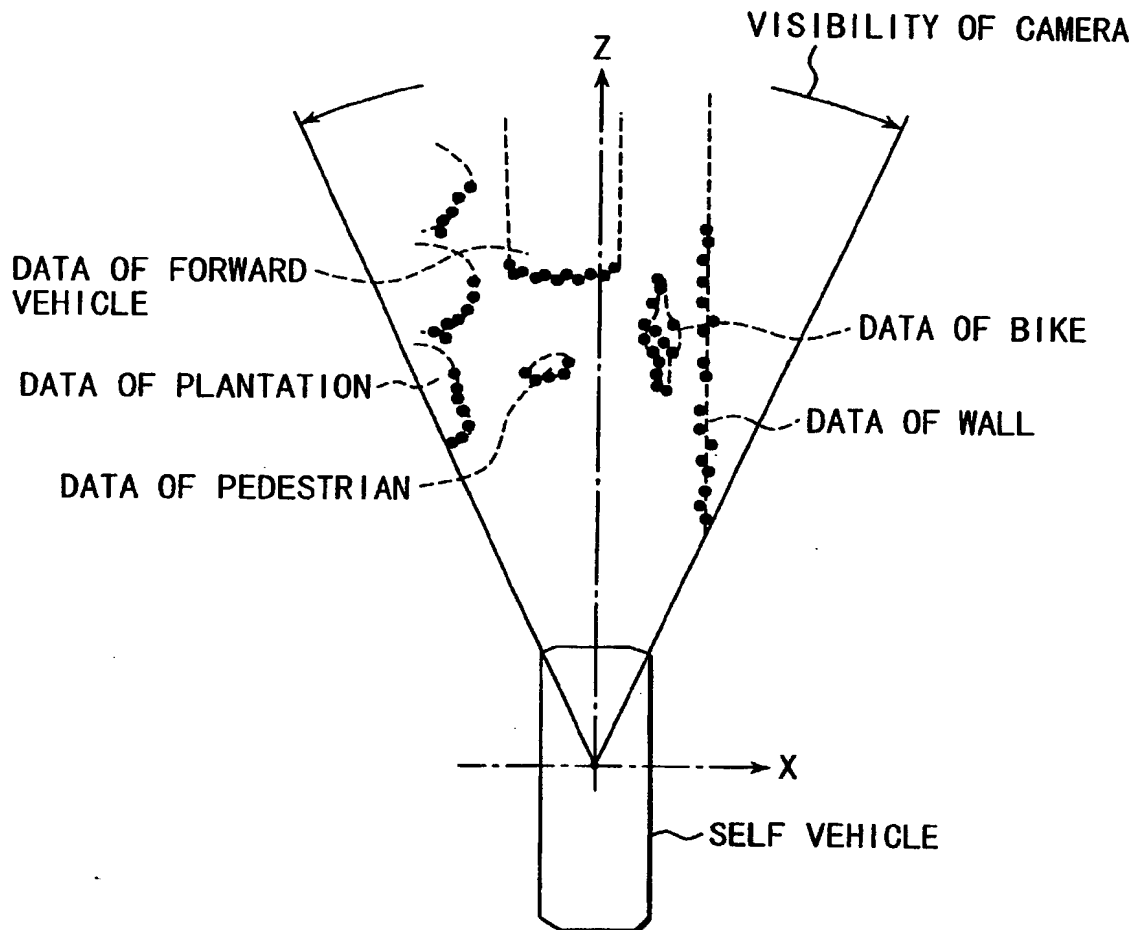 VISIBILITY OF CAMERA
Z
DATA OF FORWARD
VEHICLE
DATA OF BIKE
DATA OF PLANTATION
DATA OF WALL
DATA OF PEDESTRIAN
X
SELF VEHICLE